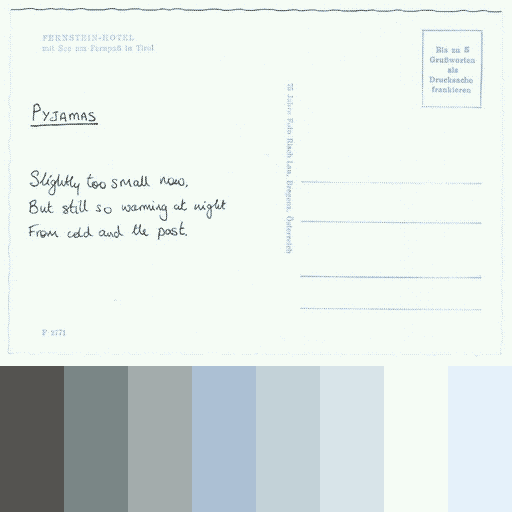 FERNSTEIN-HOTEL
mit See am Fernpaß in Tirol
Bis zu 5
Grußworten
als
Drucksache
frankieren
PYJAMAS
Slightly too small now,
But still so warming at night
From cold and the past.
Jahre Foto Risch-Lau, Bregenz, Österreich
F 2771